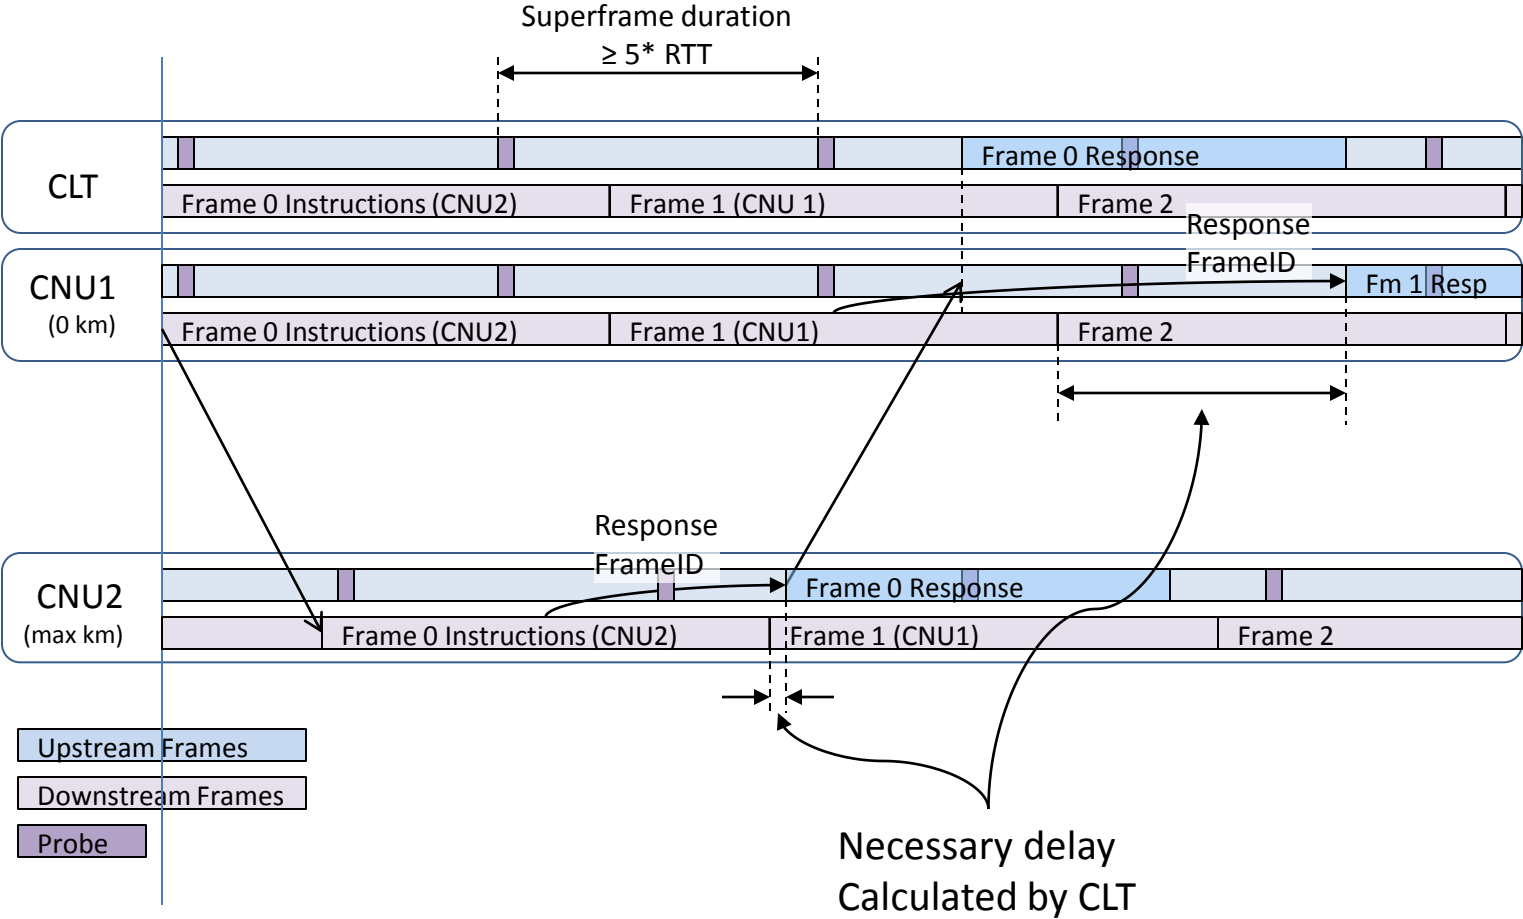 Superframe duration
≥ 5* RTT
CLT
Frame 0 Response
Frame 0 Instructions (CNU2)
Frame 1 (CNU 1)
Frame 2
Response
FrameID
CNU1
(0 km)
Fm 1 Resp
Frame 0 Instructions (CNU2)
Frame 1 (CNU1)
Frame 2
Response
FrameID
CNU2
(max km)
Frame 0 Response
Frame 0 Instructions (CNU2)
Frame 1 (CNU1)
Frame 2
Upstream Frames
Downstream Frames
Probe
Necessary delay
Calculated by CLT